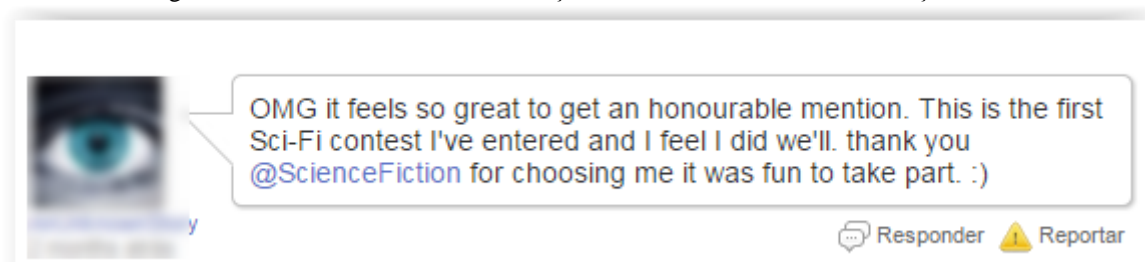 OMG it feels so great to get an honourable mention. This is the first
Sci-Fi contest I've entered and I feel I did we'll. thank you
@ScienceFiction for choosing me it was fun to take part. :)
Responder Reportar